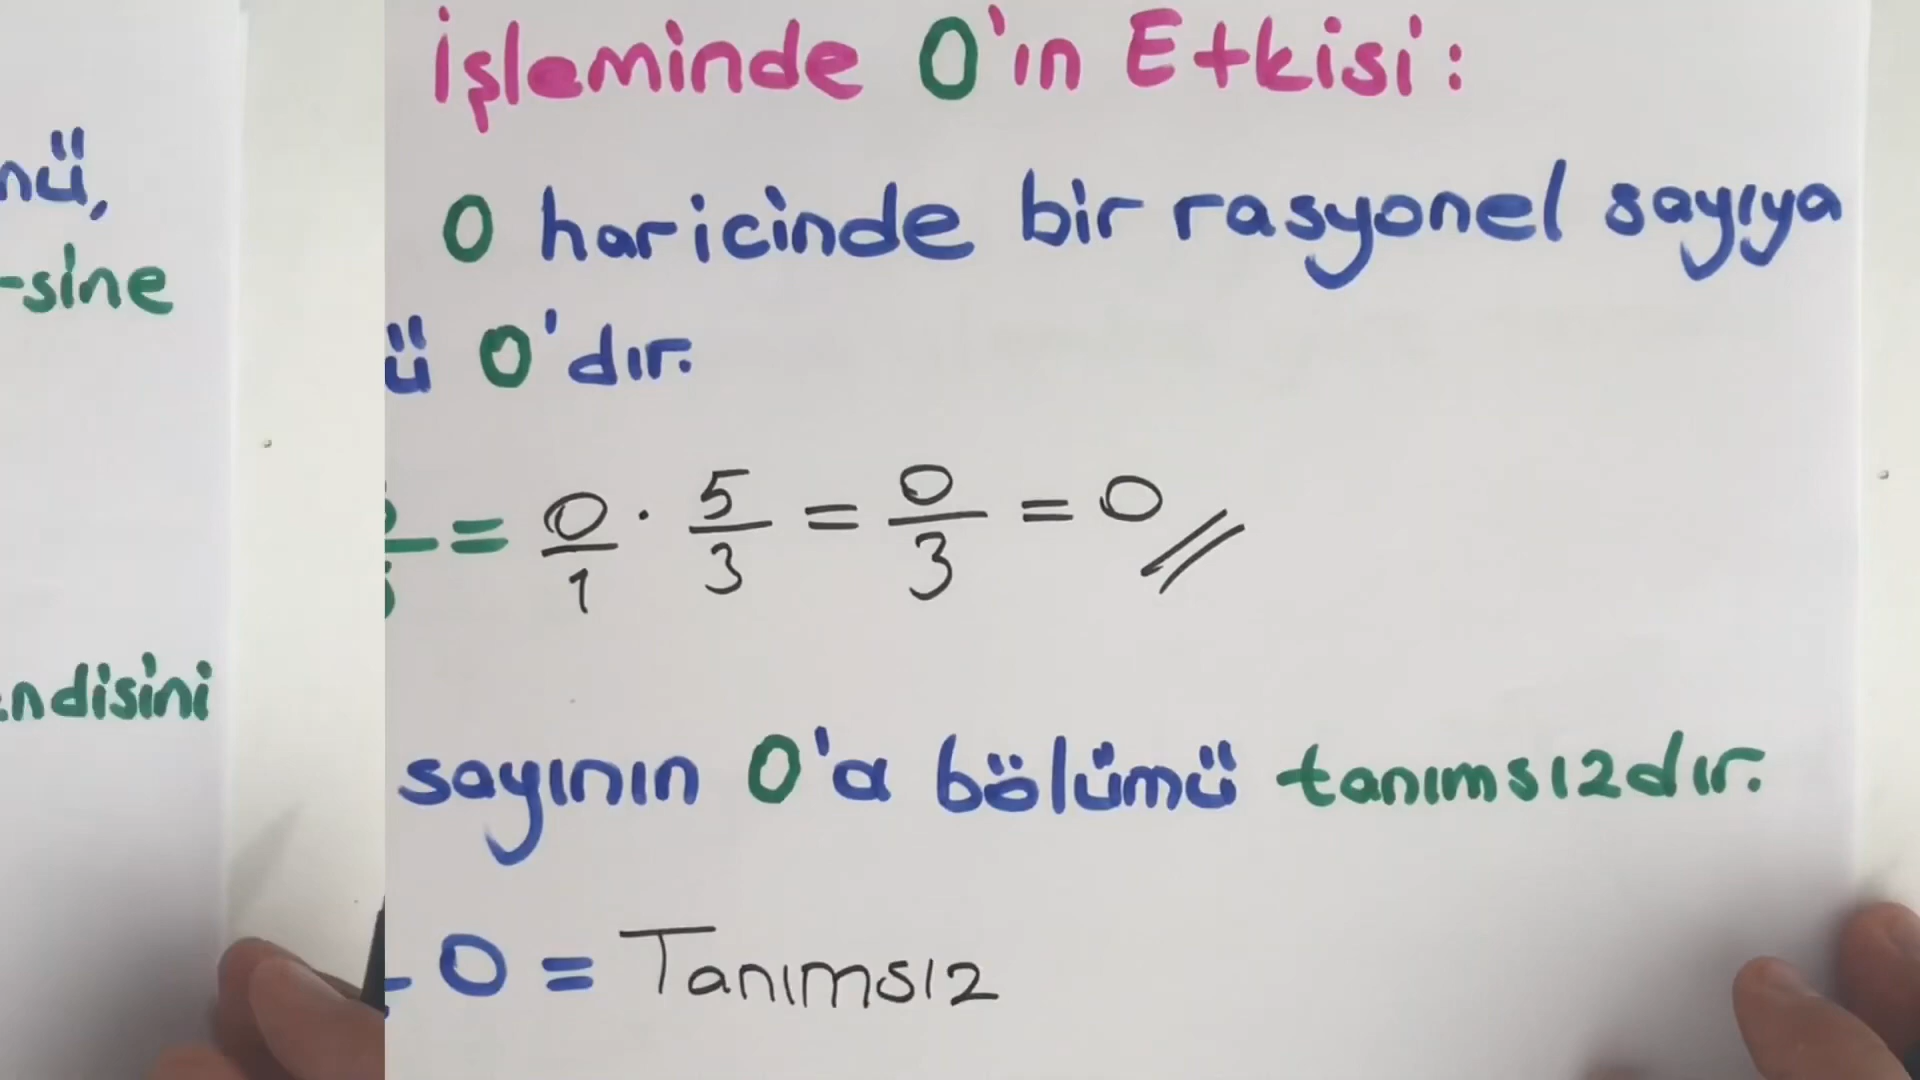 nü,
-sine
ndisini
İşleminde 0'ın Etkisi:
0 haricinde bir rasyonel sayıya
ü 0'dır.
= 0/1 · 5/3 = 0/3 = 0//
sayının 0'a bölümü tanımsızdır.
0 = Tanımsız